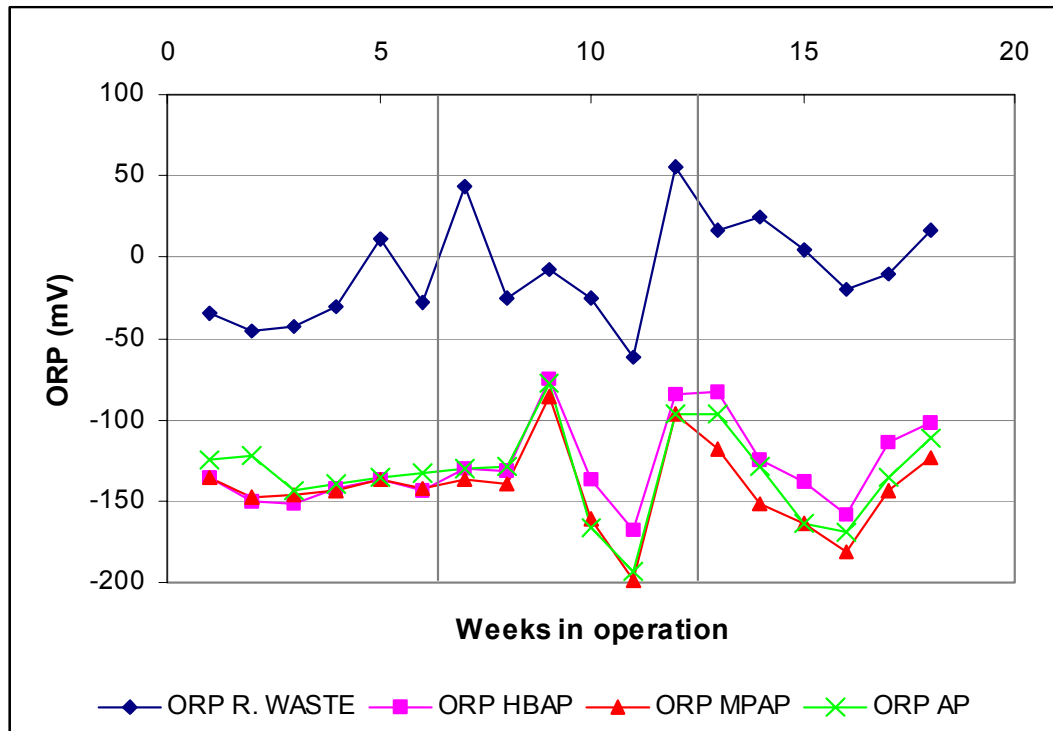 0 5 10 15 20
100
50
0
-50
-100
-150
-200
ORP (mV)
Weeks in operation
ORP R. WASTE ORP HBAP ORP MPAP ORP AP